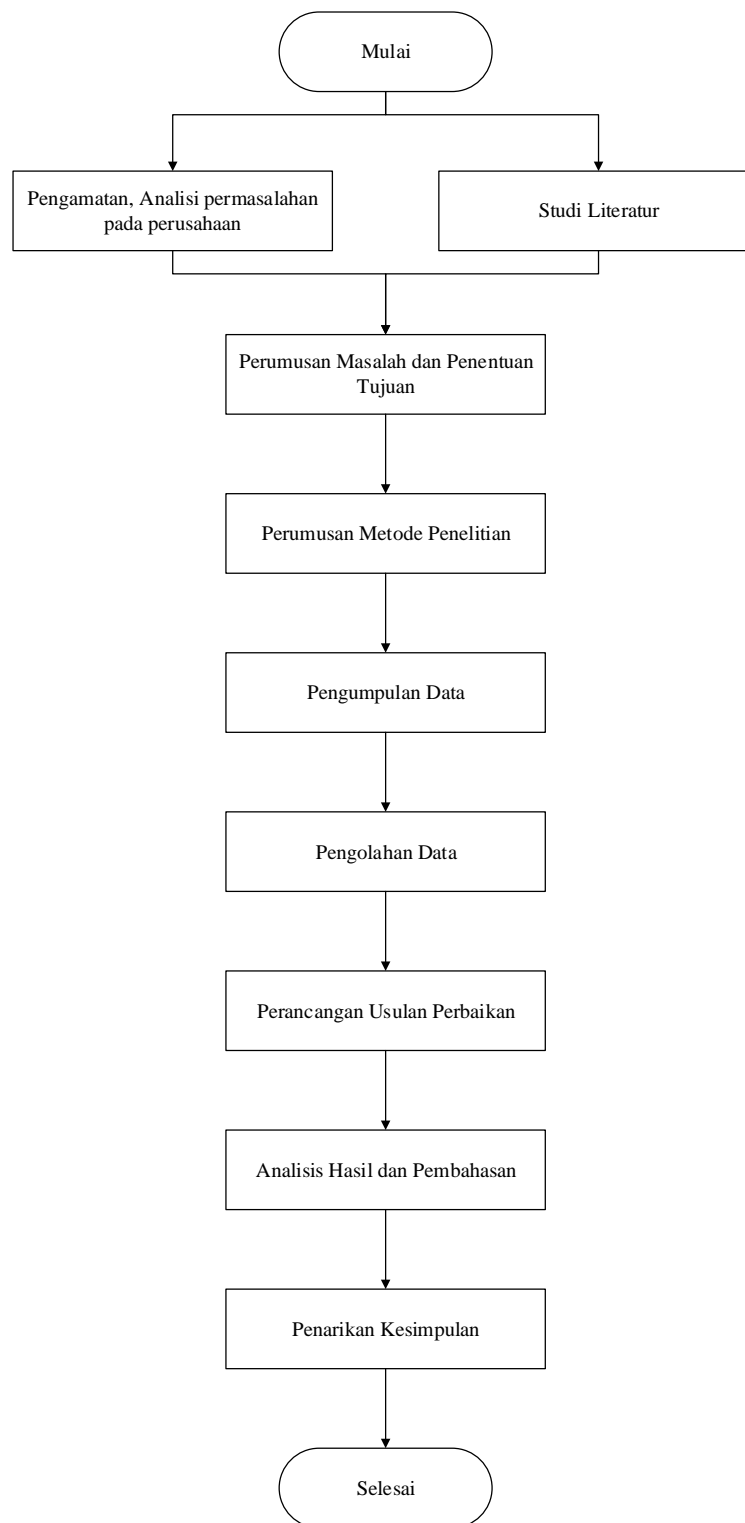 Mulai
Pengamatan, Analisi permasalahan
pada perusahaan
Studi Literatur
Perumusan Masalah dan Penentuan
Tujuan
Perumusan Metode Penelitian
Pengumpulan Data
Pengolahan Data
Perancangan Usulan Perbaikan
Analisis Hasil dan Pembahasan
Penarikan Kesimpulan
Selesai